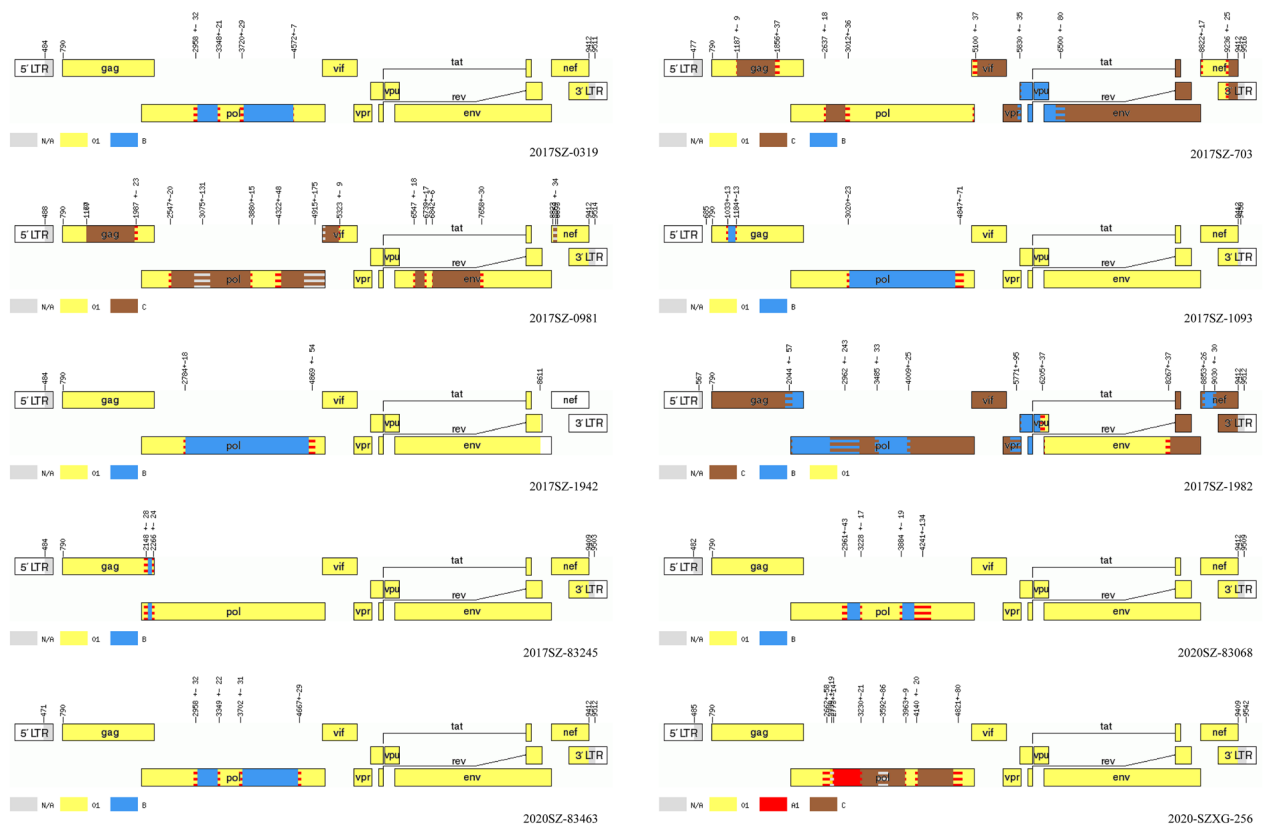 484 790 2958 +- 32 3348+-21 3720+-29 4572+-7 9412 9511
5′ LTR gag vif tat nef
vpu rev 3′ LTR
pol vpr env
N/A 01 B
2017SZ-0319
477 790 1187 +- 9 1856+-37 2637 +- 18 3012+-36 5100 +- 37 5830 +- 35 6500 +- 80 8822+-17 9236 +- 25 9412 9516
5′ LTR gag vif tat nef
vpu rev 3′ LTR
pol vpr env
N/A 01 C B
2017SZ-703
488 790 1987 +- 23 2547+-20 3075+-131 3880+-15 4322+-48 4915+-175 5323 +- 9 6547 +- 18 6739+-17 6842+-6 7658+-30 +- 34 9412 9514
5′ LTR gag vif tat nef
vpu rev 3′ LTR
pol vpr env
N/A 01 C
2017SZ-0981
685 790 1033+-13 1184+-13 3020+-23 4847+-71 9412
5′ LTR gag vif tat nef
vpu rev 3′ LTR
pol vpr env
N/A 01 B
2017SZ-1093
484 790 2784+-18 4869 +- 54 8611
5′ LTR gag vif tat nef
vpu rev 3′ LTR
pol vpr env
N/A 01 B
2017SZ-1942
567 790 2044 +- 57 2962 +- 243 3485 +- 33 4009+-25 5771+-95 6205+-37 8267+-37 8853+-26 9030 +- 30 9412 9512
5′ LTR gag vif tat nef
vpu rev 3′ LTR
pol vpr env
N/A C B 01
2017SZ-1982
484 790 2148 +- 28 2266 +- 24 9409 9503
5′ LTR gag vif tat nef
vpu rev 3′ LTR
pol vpr env
N/A 01 B
2017SZ-83245
482 790 2961+-43 3228 +- 17 3884 +- 19 4241+-134 9412 9509
5′ LTR gag vif tat nef
vpu rev 3′ LTR
pol vpr env
N/A 01 B
2020SZ-83068
471 790 2958 +- 32 3349 +- 22 3702 +- 31 4667+-29 9412 9512
5′ LTR gag vif tat nef
vpu rev 3′ LTR
pol vpr env
N/A 01 B
2020SZ-83463
485 790 2662+-58 2773+-14 3230+-21 3592+-86 3963+-9 4140 +- 20 4821+-80 9409 9542
5′ LTR gag vif tat nef
vpu rev 3′ LTR
pol vpr env
N/A 01 A1 C
2020-SZXG-256